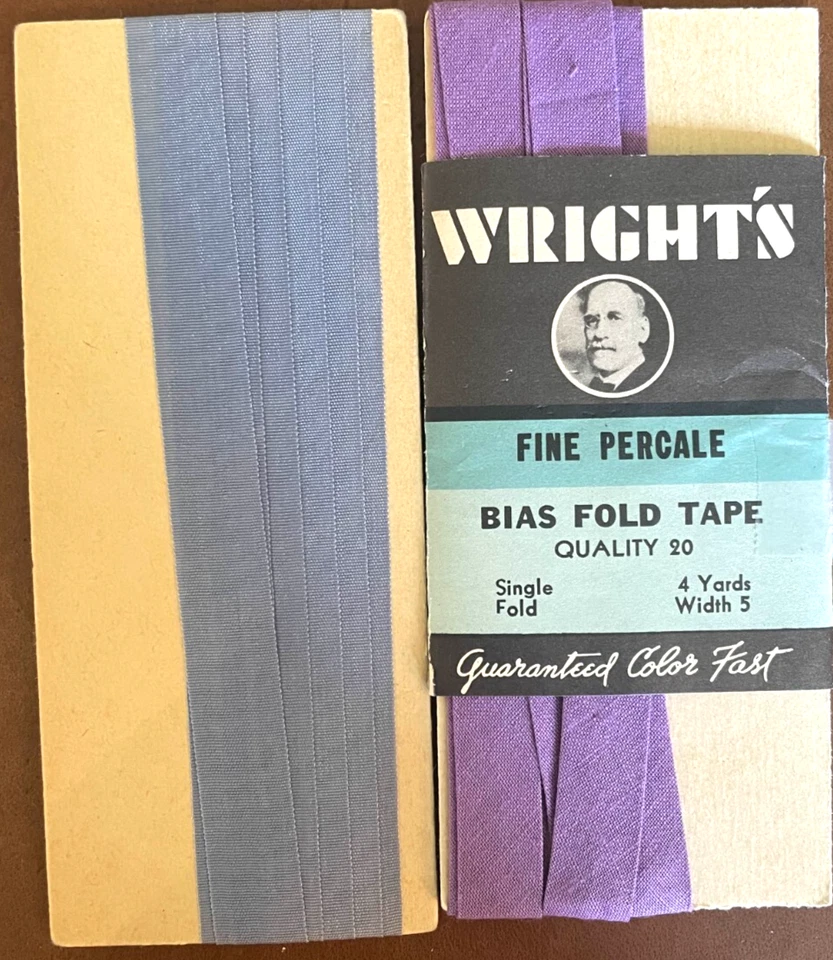 WRIGHT'S
FINE PERCALE
BIAS FOLD TAPE
QUALITY 20
Single Fold
4 Yards
Width 5
Guaranteed Color Fast